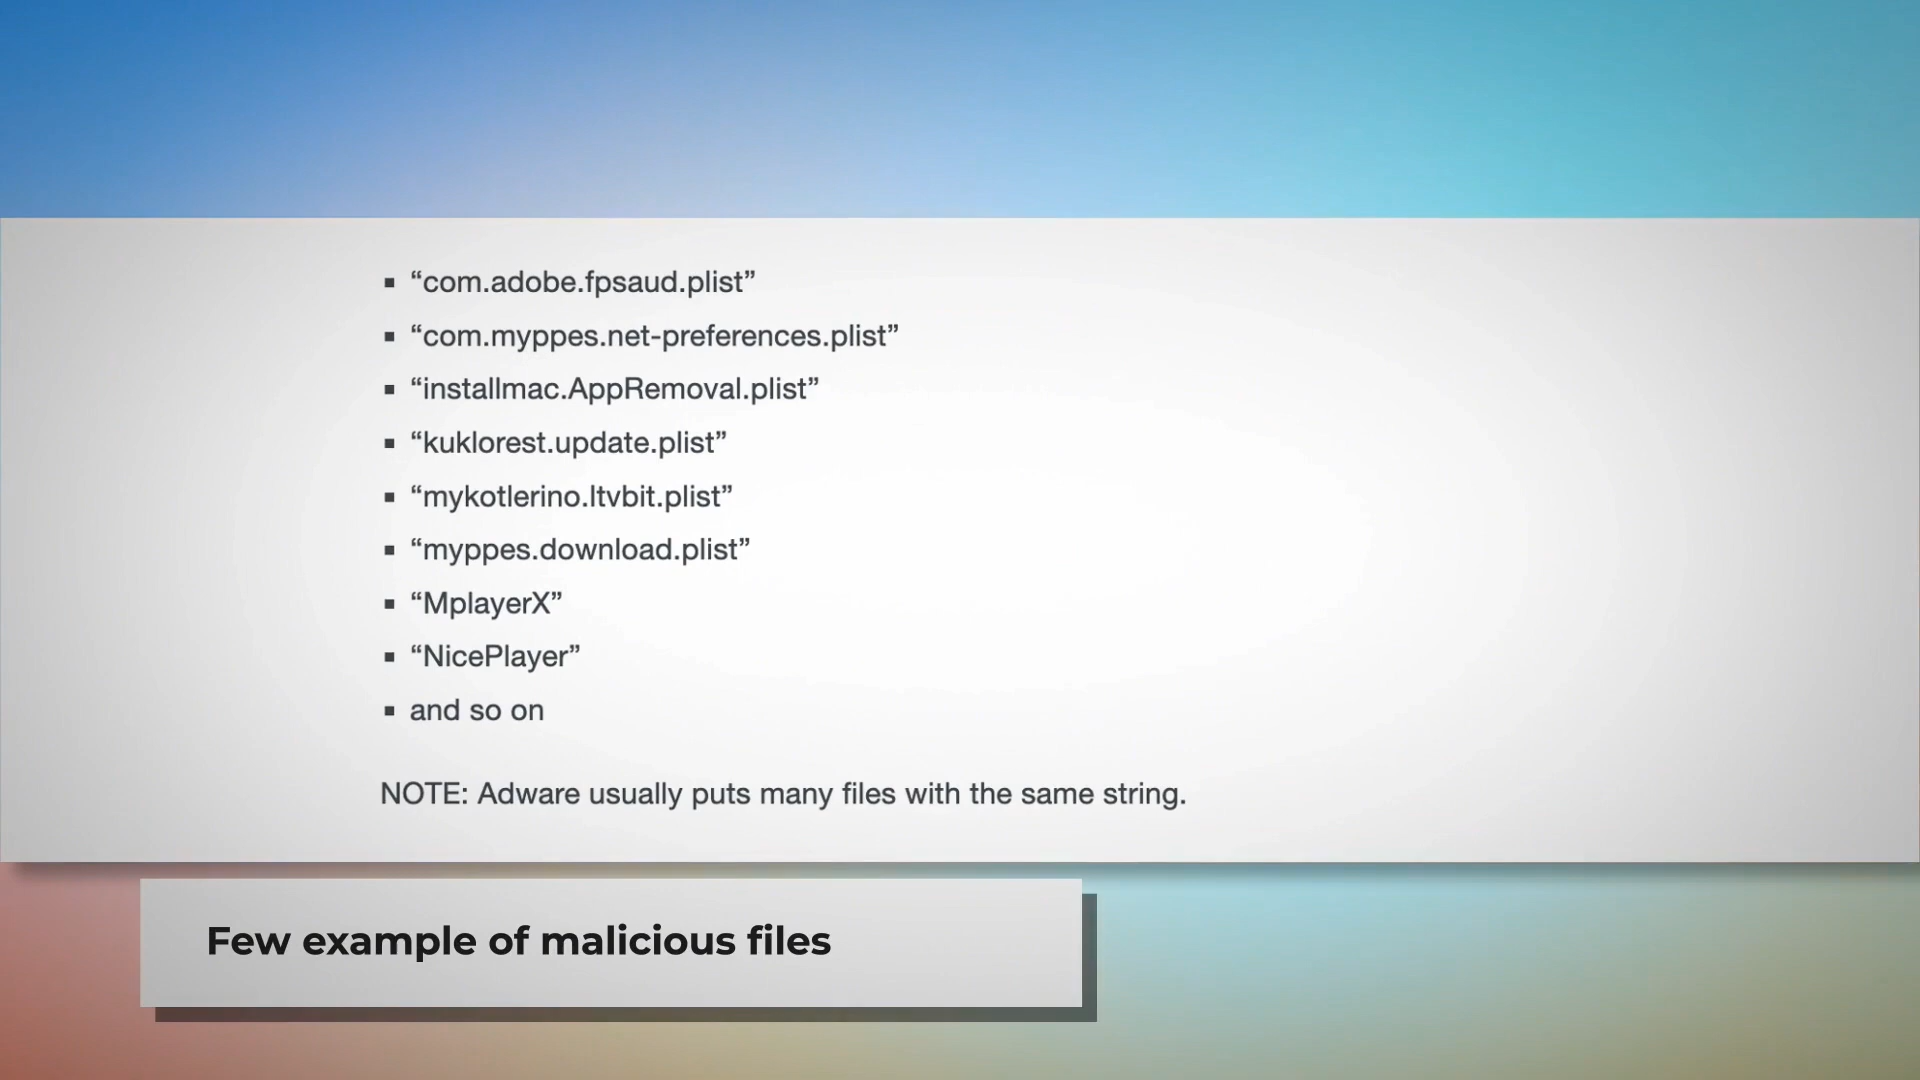 ▪ “com.adobe.fpsaud.plist”
▪ “com.myppes.net-preferences.plist”
▪ “installmac.AppRemoval.plist”
▪ “kuklorest.update.plist”
▪ “mykotlerino.ltvbit.plist”
▪ “myppes.download.plist”
▪ “MplayerX”
▪ “NicePlayer”
▪ and so on
NOTE: Adware usually puts many files with the same string.
Few example of malicious files